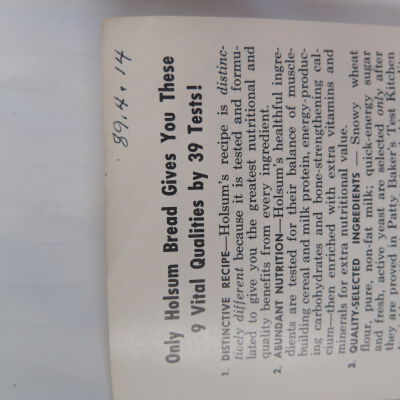 89.4.14
Only Holsum Bread Gives You These
9 Vital Qualities by 39 Tests!
1. DISTINCTIVE RECIPE—Holsum's recipe is distinc-
tively different because it is tested and formu-
lated to give you the greatest nutritional and
quality benefits from every ingredient.
2. ABUNDANT NUTRITION—Holsum's healthful ingre-
dients are tested for their balance of muscle-
building cereal and milk protein, energy-produc-
ing carbohydrates and bone-strengthening cal-
cium—then enriched with extra vitamins and
minerals for extra nutritional value.
3. QUALITY-SELECTED INGREDIENTS — Snowy wheat
flour, pure, non-fat milk; quick-energy sugar
and fresh, active yeast are selected only after
they are proved in Patty Baker's Test Kitchen